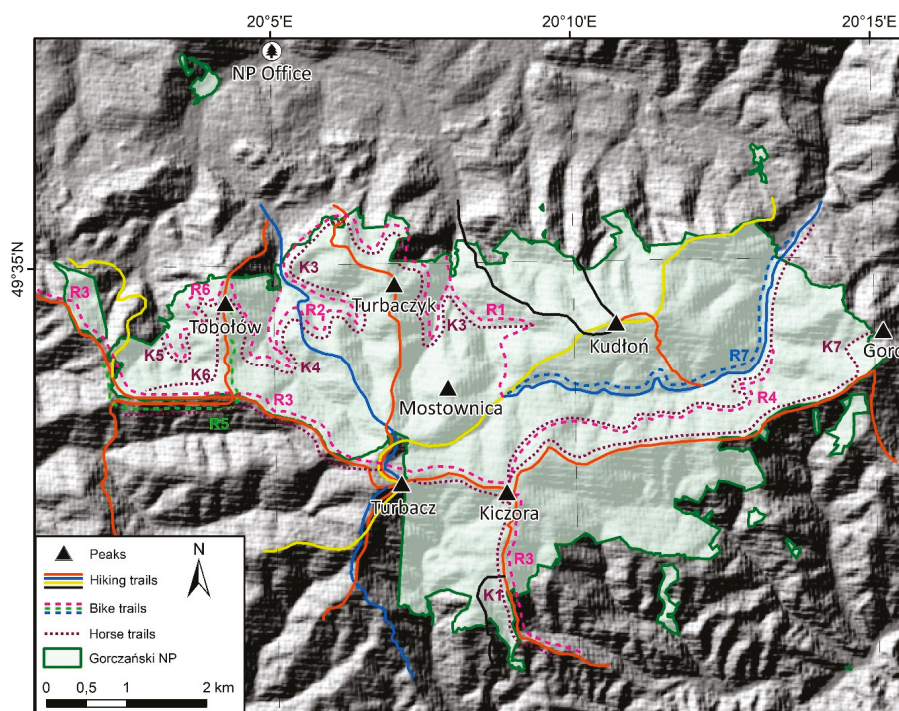 20°5'E
20°10'E
20°15'E
NP Office
49°35'N
R3
K3
R6
Tobołów
R2
Turbaczyk
K3
R1
Kudłoń
K5
K4
K6
R3
R5
Mostownica
R7
K7
Gorc
R4
Turbacz
Kiczora
R3
K1
Peaks
N
Hiking trails
Bike trails
Horse trails
Gorczański NP
0 0,5 1 2 km